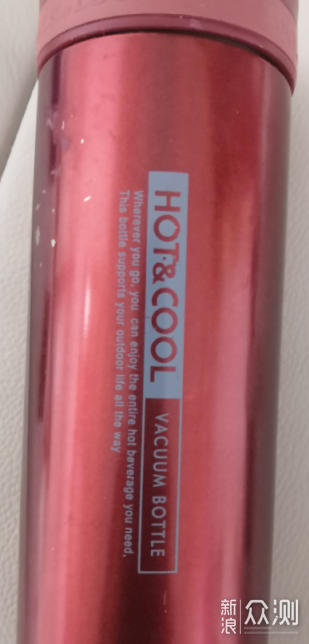 HOT&COOL VACUUM BOTTLE
Wherever you go, you can enjoy the entire hot beverage you need,
This bottle supports your outdoor life all the way
新浪 众测